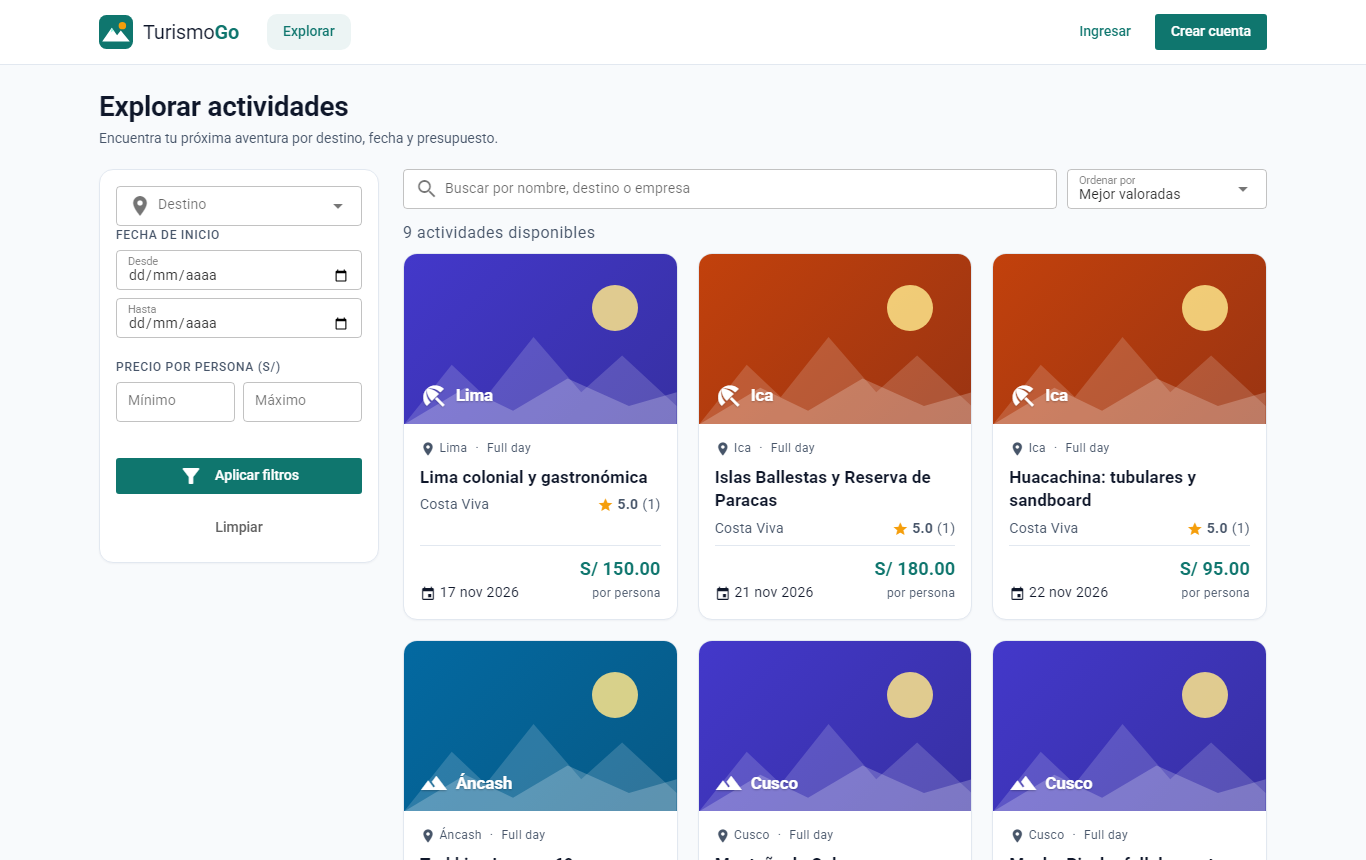 TurismoGo
Explorar
Ingresar
Crear cuenta
Explorar actividades
Encuentra tu próxima aventura por destino, fecha y presupuesto.
Destino
FECHA DE INICIO
Desde
dd/mm/aaaa
Hasta
dd/mm/aaaa
PRECIO POR PERSONA (S/)
Mínimo
Máximo
Aplicar filtros
Limpiar
Buscar por nombre, destino o empresa
Ordenar por
Mejor valoradas
9 actividades disponibles
Lima
Lima · Full day
Lima colonial y gastronómica
Costa Viva
5.0 (1)
S/ 150.00
17 nov 2026
por persona
Ica
Ica · Full day
Islas Ballestas y Reserva de
Paracas
Costa Viva
5.0 (1)
S/ 180.00
21 nov 2026
por persona
Ica
Ica · Full day
Huacachina: tubulares y
sandboard
Costa Viva
5.0 (1)
S/ 95.00
22 nov 2026
por persona
Áncash
Áncash · Full day
Cusco
Cusco · Full day
Cusco
Cusco · Full day